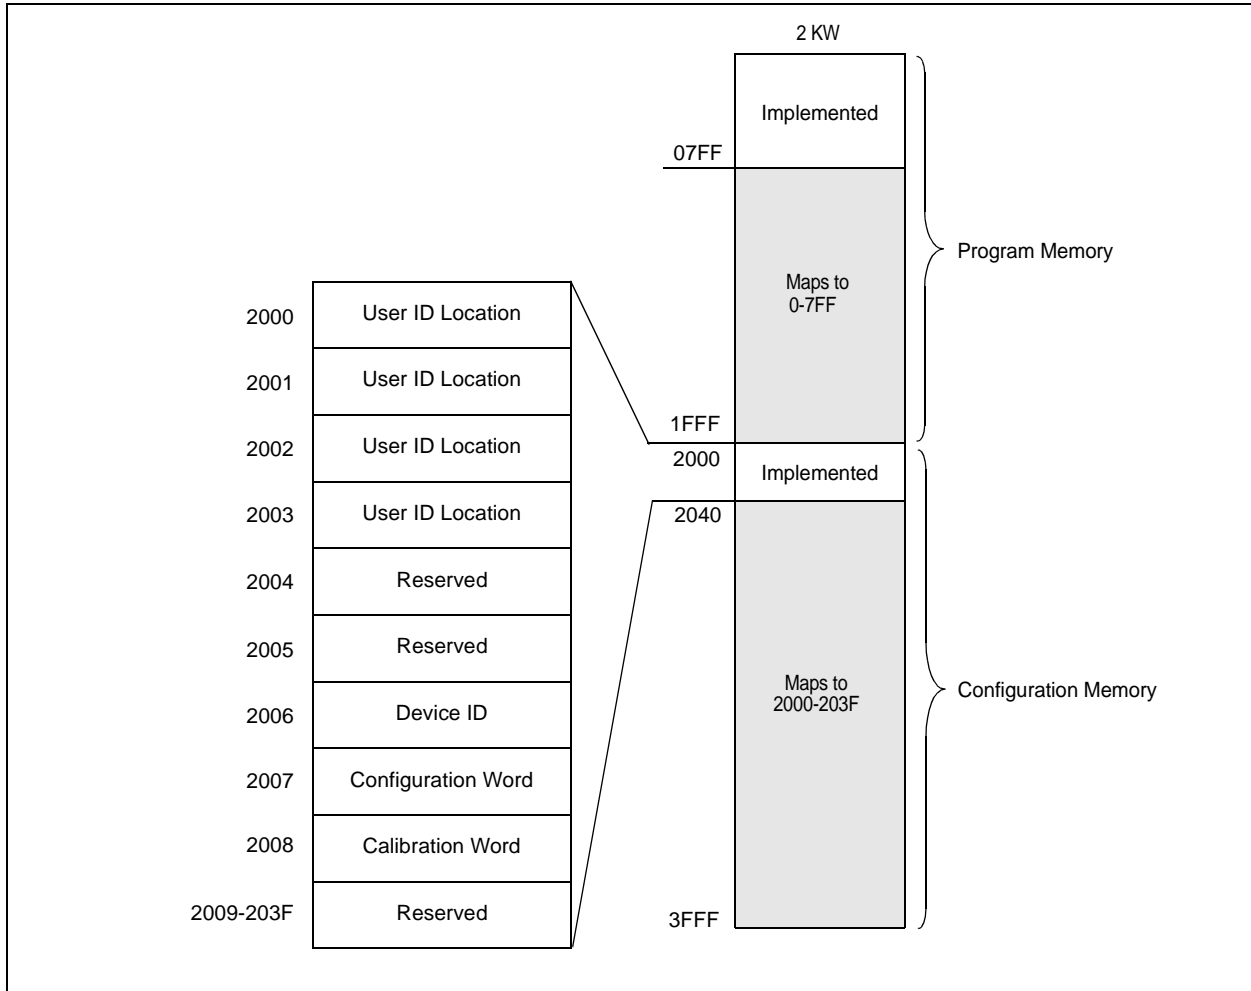 2 KW
Implemented
07FF
Maps to
0-7FF
Program Memory
1FFF
2000
Implemented
2040
Maps to
2000-203F
Configuration Memory
3FFF
2000 User ID Location
2001 User ID Location
2002 User ID Location
2003 User ID Location
2004 Reserved
2005 Reserved
2006 Device ID
2007 Configuration Word
2008 Calibration Word
2009-203F Reserved